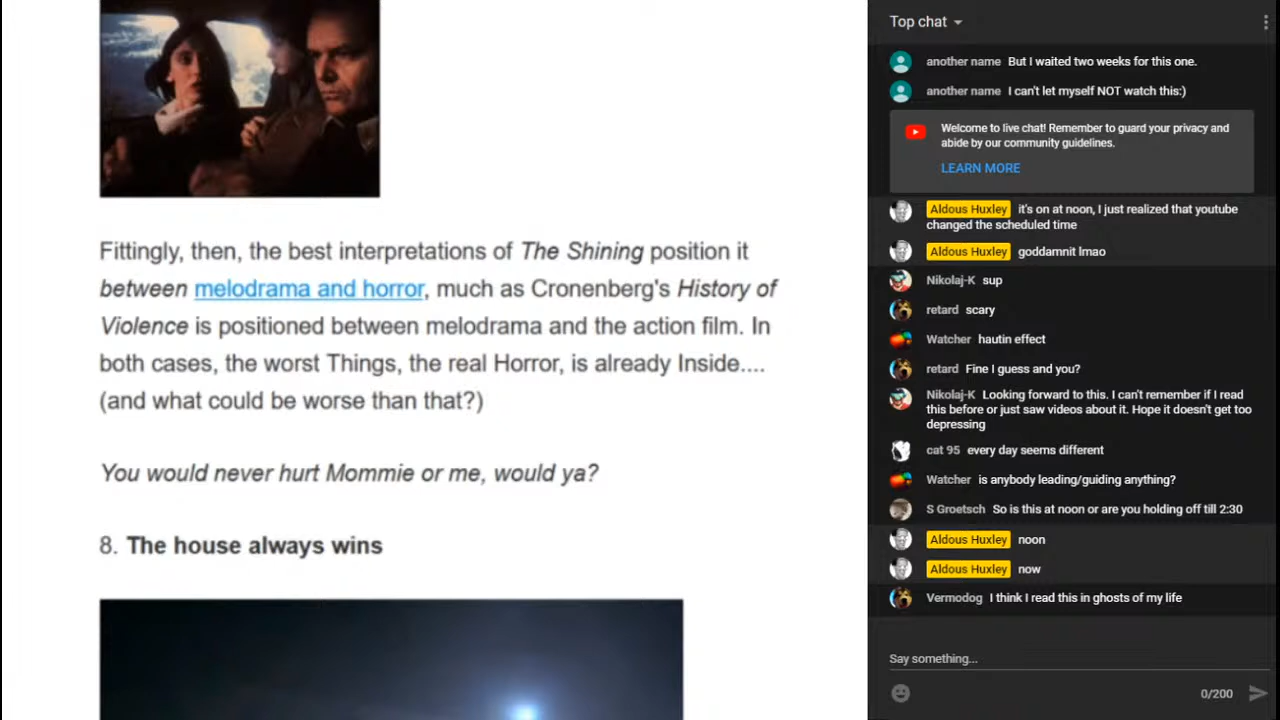 Fittingly, then, the best interpretations of The Shining position it
between melodrama and horror, much as Cronenberg's History of
Violence is positioned between melodrama and the action film. In
both cases, the worst Things, the real Horror, is already Inside....
(and what could be worse than that?)
You would never hurt Mommie or me, would ya?
8. The house always wins
Top chat
another name But I waited two weeks for this one.
another name I can't let myself NOT watch this:)
Welcome to live chat! Remember to guard your privacy and
abide by our community guidelines.
LEARN MORE
Aldous Huxley it's on at noon, I just realized that youtube
changed the scheduled time
Aldous Huxley goddamnit lmao
Nikolaj-K sup
retard scary
Watcher hautin effect
retard Fine I guess and you?
Nikolaj-K Looking forward to this. I can't remember if I read
this before or just saw videos about it. Hope it doesn't get too
depressing
cat 95 every day seems different
Watcher is anybody leading/guiding anything?
S Groetsch So is this at noon or are you holding off till 2:30
Aldous Huxley noon
Aldous Huxley now
Vermodog I think I read this in ghosts of my life
Say something...
0/200